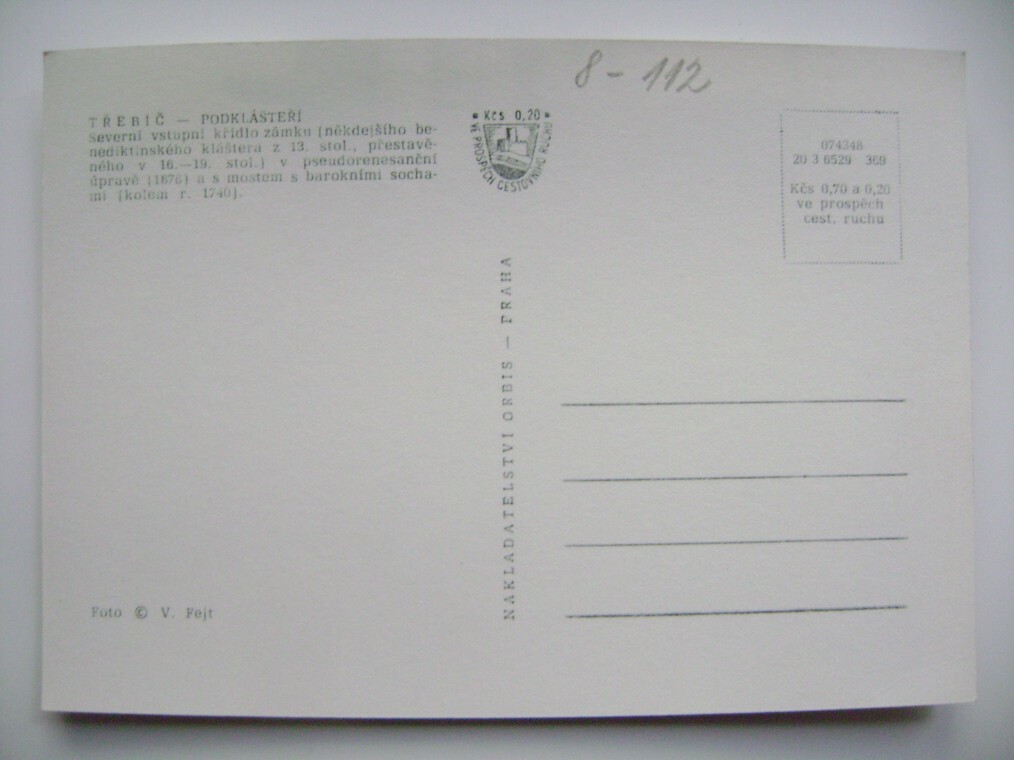 8 - 112
TŘEBÍČ — PODKLÁŠTEŘÍ
Severní vstupní křídlo zámku (někdejšího be-
nediktinského kláštera z 13. stol., přestavě-
ného v 16.—19. stol.) v pseudorenesanční
úpravě (1676) a s mostem s barokními socha-
mi (kolem r. 1740).
Kčs 0,20
VE PROSPĚCH CESTOVNÍHO RUCHU
074348
20 3 6529 369
Kčs 0,70 a 0,20
ve prospěch
cest. ruchu
NAKLADATELSTVÍ ORBIS — PRAHA
Foto © V. Fejt